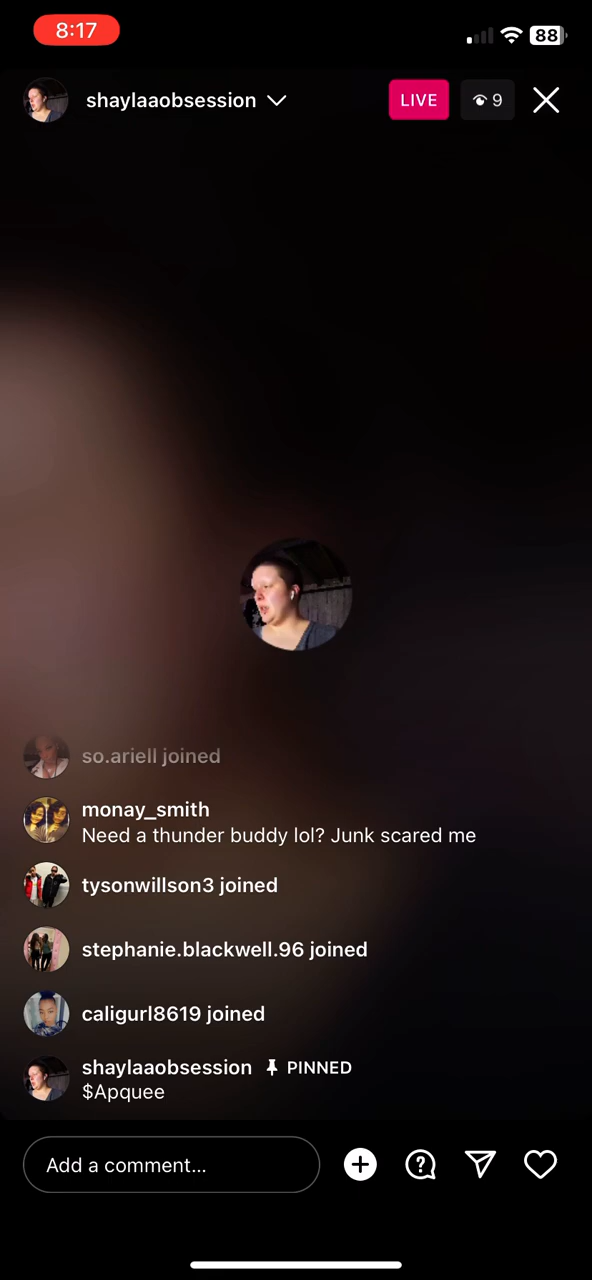 8:17
88
shaylaaobsession
LIVE
9
so.ariell joined
monay_smith
Need a thunder buddy lol? Junk scared me
tysonwillson3 joined
stephanie.blackwell.96 joined
caligurl8619 joined
shaylaaobsession PINNED
$Apquee
Add a comment...